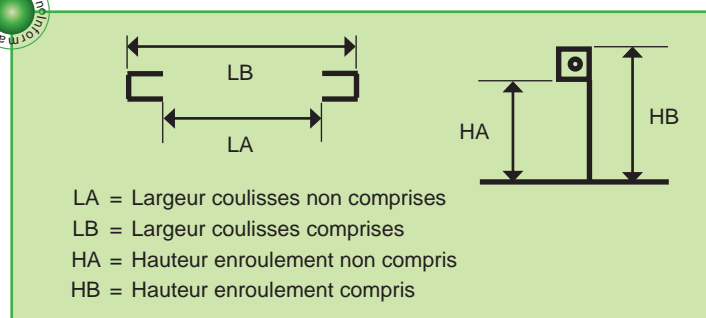 LB
LA
HA
HB
LA = Largeur coulisses non comprises
LB = Largeur coulisses comprises
HA = Hauteur enroulement non compris
HB = Hauteur enroulement compris